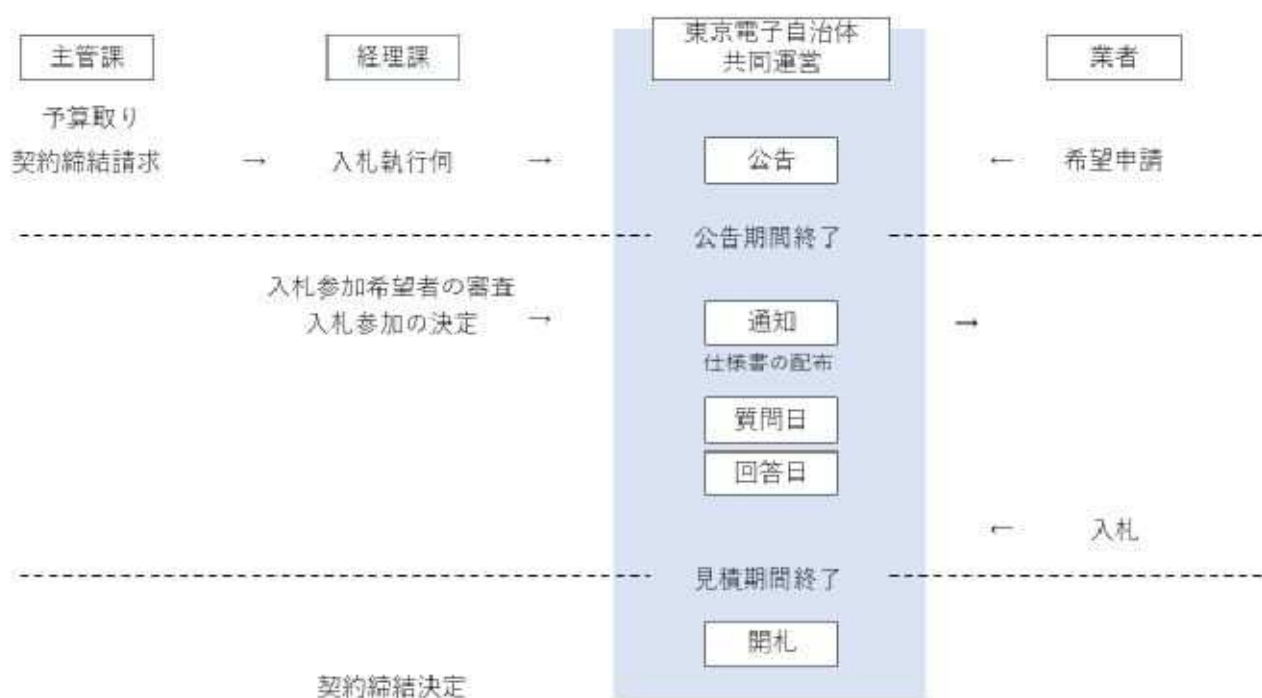 主管課
経理課
東京電子自治体
共同運営
業者
予算取り
契約締結請求 → 入札執行伺 → 公告 ← 希望申請
公告期間終了
入札参加希望者の審査
入札参加の決定 → 通知 →
仕様書の配布
質問日
回答日
← 入札
見積期間終了
開札
契約締結決定